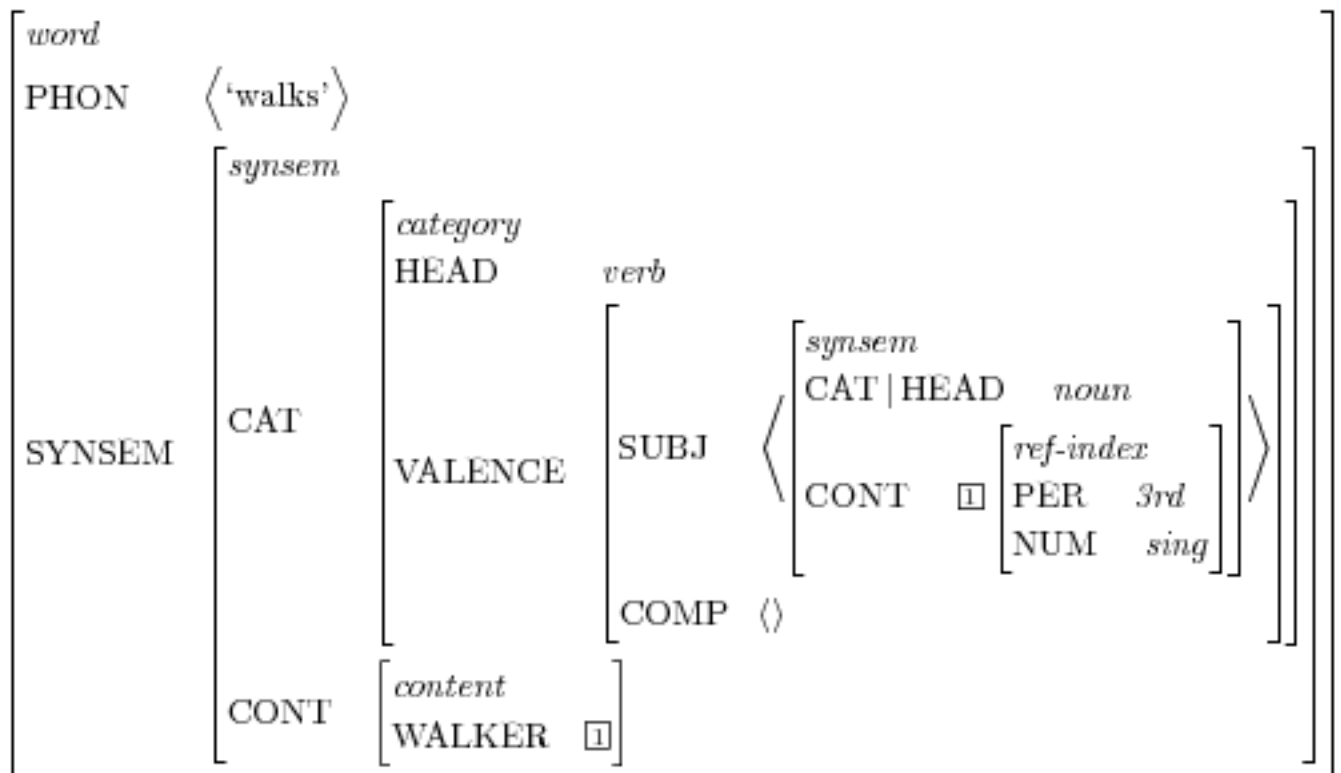 word
PHON ⟨‘walks’⟩
synsem
category
HEAD verb
synsem
CAT | HEAD noun
CAT
SUBJ
ref-index
SYNSEM
VALENCE
CONT 1 PER 3rd
NUM sing
COMP ⟨⟩
content
CONT
WALKER 1